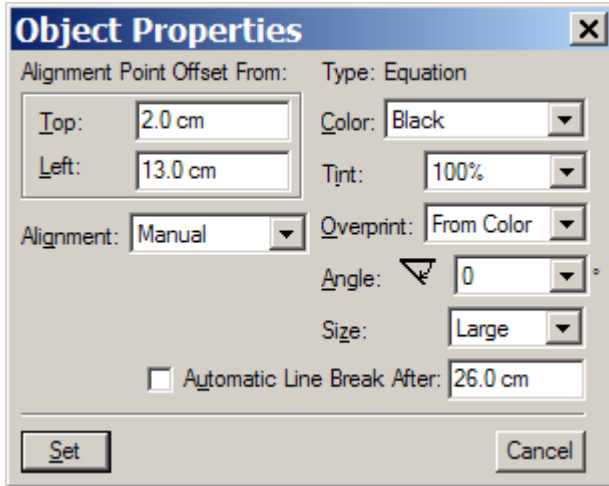 Object Properties
Alignment Point Offset From:
Top: 2.0 cm
Left: 13.0 cm
Alignment: Manual
Type: Equation
Color: Black
Tint: 100%
Overprint: From Color
Angle: 0 °
Size: Large
Automatic Line Break After: 26.0 cm
Set
Cancel